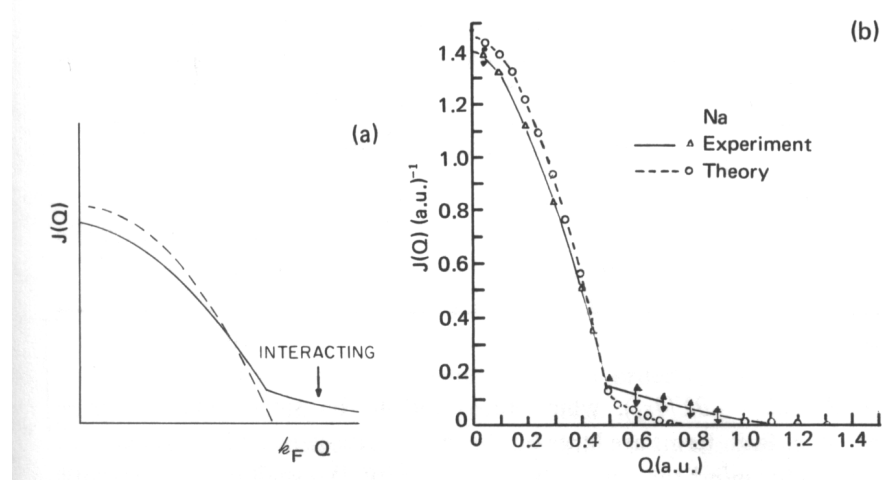 (a)
J(Q)
INTERACTING
k_F Q
(b)
1.4
1.2
1.0
0.8
0.6
0.4
0.2
0
J(Q) (a.u.)⁻¹
Na
Experiment
Theory
0 0.2 0.4 0.6 0.8 1.0 1.2 1.4
Q(a.u.)